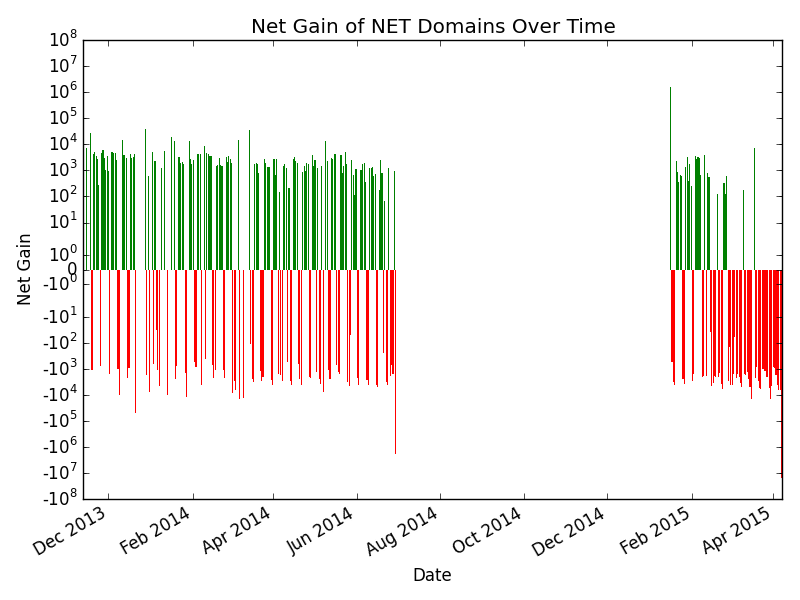 Net Gain of NET Domains Over Time
10^8
10^7
10^6
10^5
10^4
10^3
10^2
10^1
10^0
0
-10^0
-10^1
-10^2
-10^3
-10^4
-10^5
-10^6
-10^7
-10^8
Net Gain
Dec 2013
Feb 2014
Apr 2014
Jun 2014
Aug 2014
Oct 2014
Dec 2014
Feb 2015
Apr 2015
Date